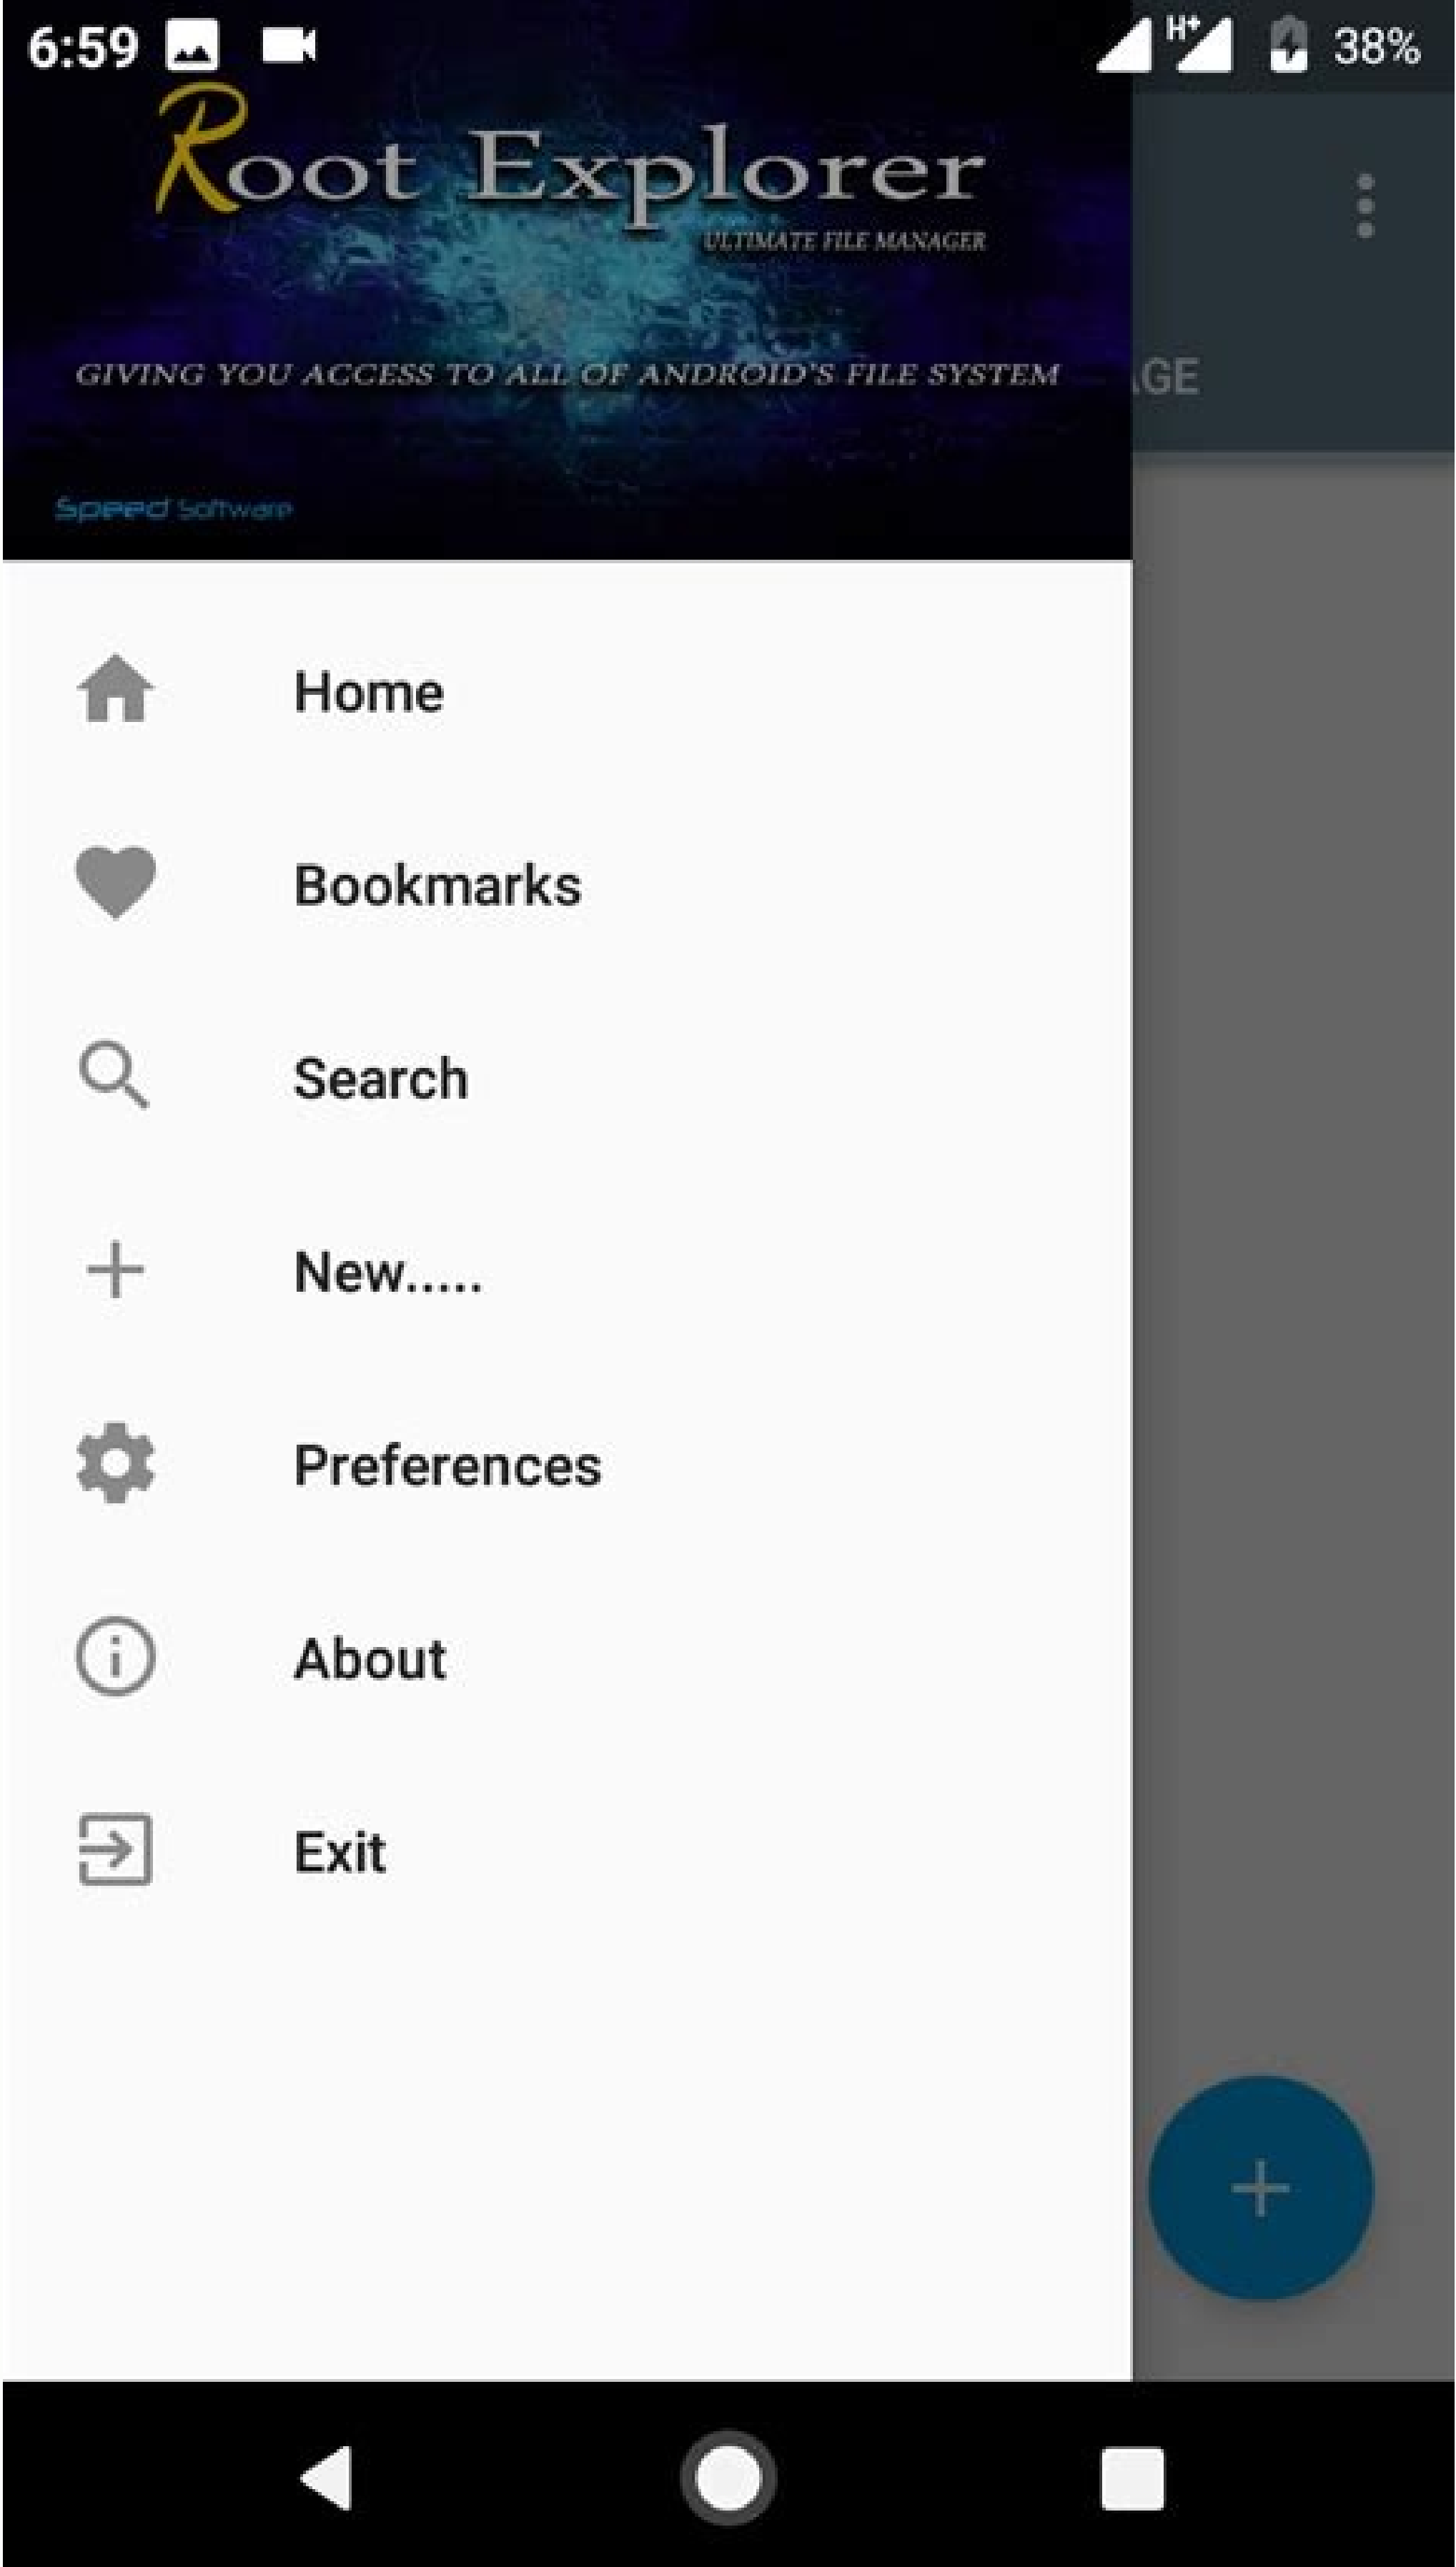 6:59 H+ 38%
Root Explorer
ULTIMATE FILE MANAGER
GIVING YOU ACCESS TO ALL OF ANDROID'S FILE SYSTEM
AGE
Speed Software
Home
Bookmarks
Search
New.....
Preferences
About
Exit